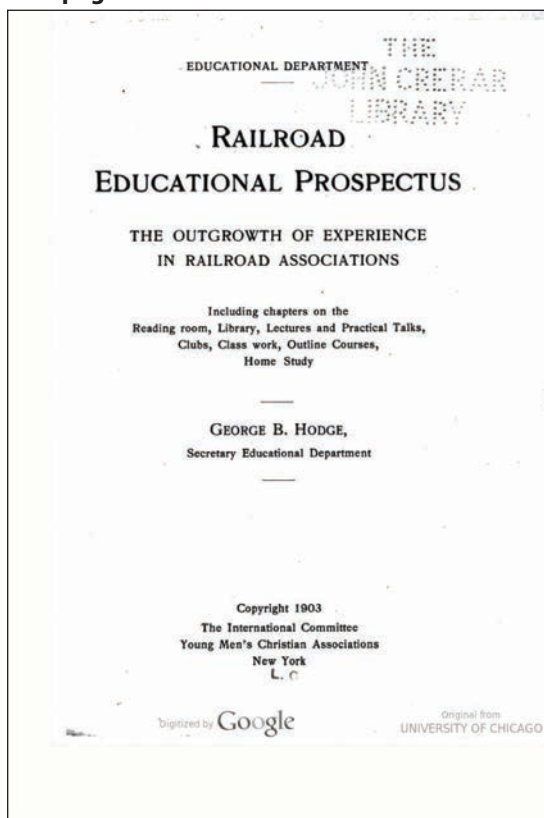 EDUCATIONAL DEPARTMENT
THE
JOHN CRERAR
LIBRARY
RAILROAD
EDUCATIONAL PROSPECTUS
THE OUTGROWTH OF EXPERIENCE
IN RAILROAD ASSOCIATIONS
Including chapters on the
Reading room, Library, Lectures and Practical Talks,
Clubs, Class work, Outline Courses,
Home Study
GEORGE B. HODGE,
Secretary Educational Department
Copyright 1903
The International Committee
Young Men's Christian Associations
New York
L. C
Digitized by Google
Original from
UNIVERSITY OF CHICAGO